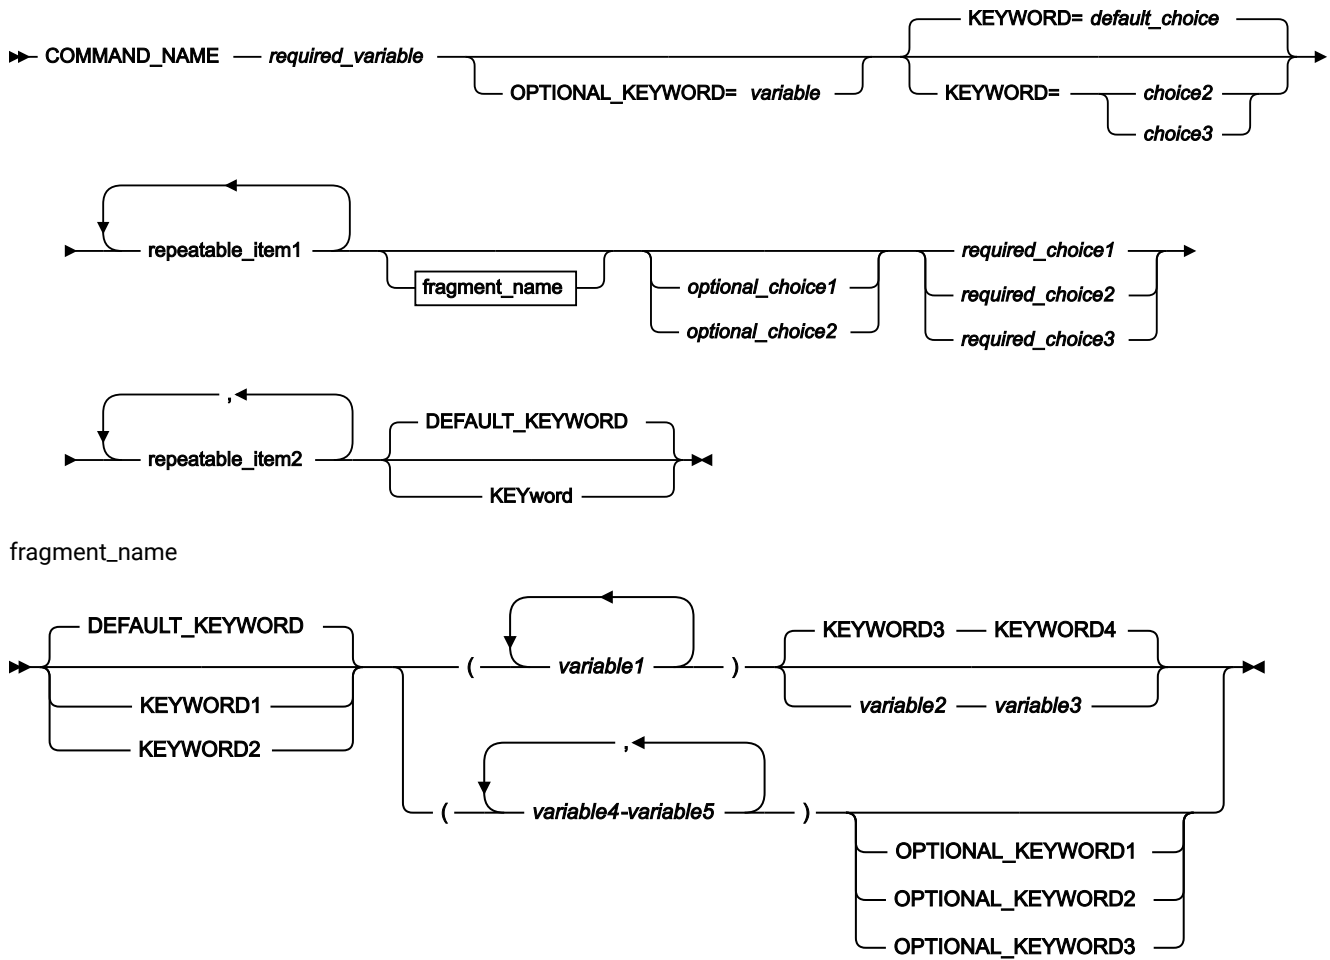 KEYWORD= default_choice
COMMAND_NAME required_variable
OPTIONAL_KEYWORD= variable KEYWORD= choice2
choice3
repeatable_item1 required_choice1
fragment_name optional_choice1 required_choice2
optional_choice2 required_choice3
,
DEFAULT_KEYWORD
repeatable_item2
KEYword
fragment_name
DEFAULT_KEYWORD KEYWORD3 KEYWORD4
( variable1 )
KEYWORD1 variable2 variable3
KEYWORD2
,
( variable4-variable5 )
OPTIONAL_KEYWORD1
OPTIONAL_KEYWORD2
OPTIONAL_KEYWORD3